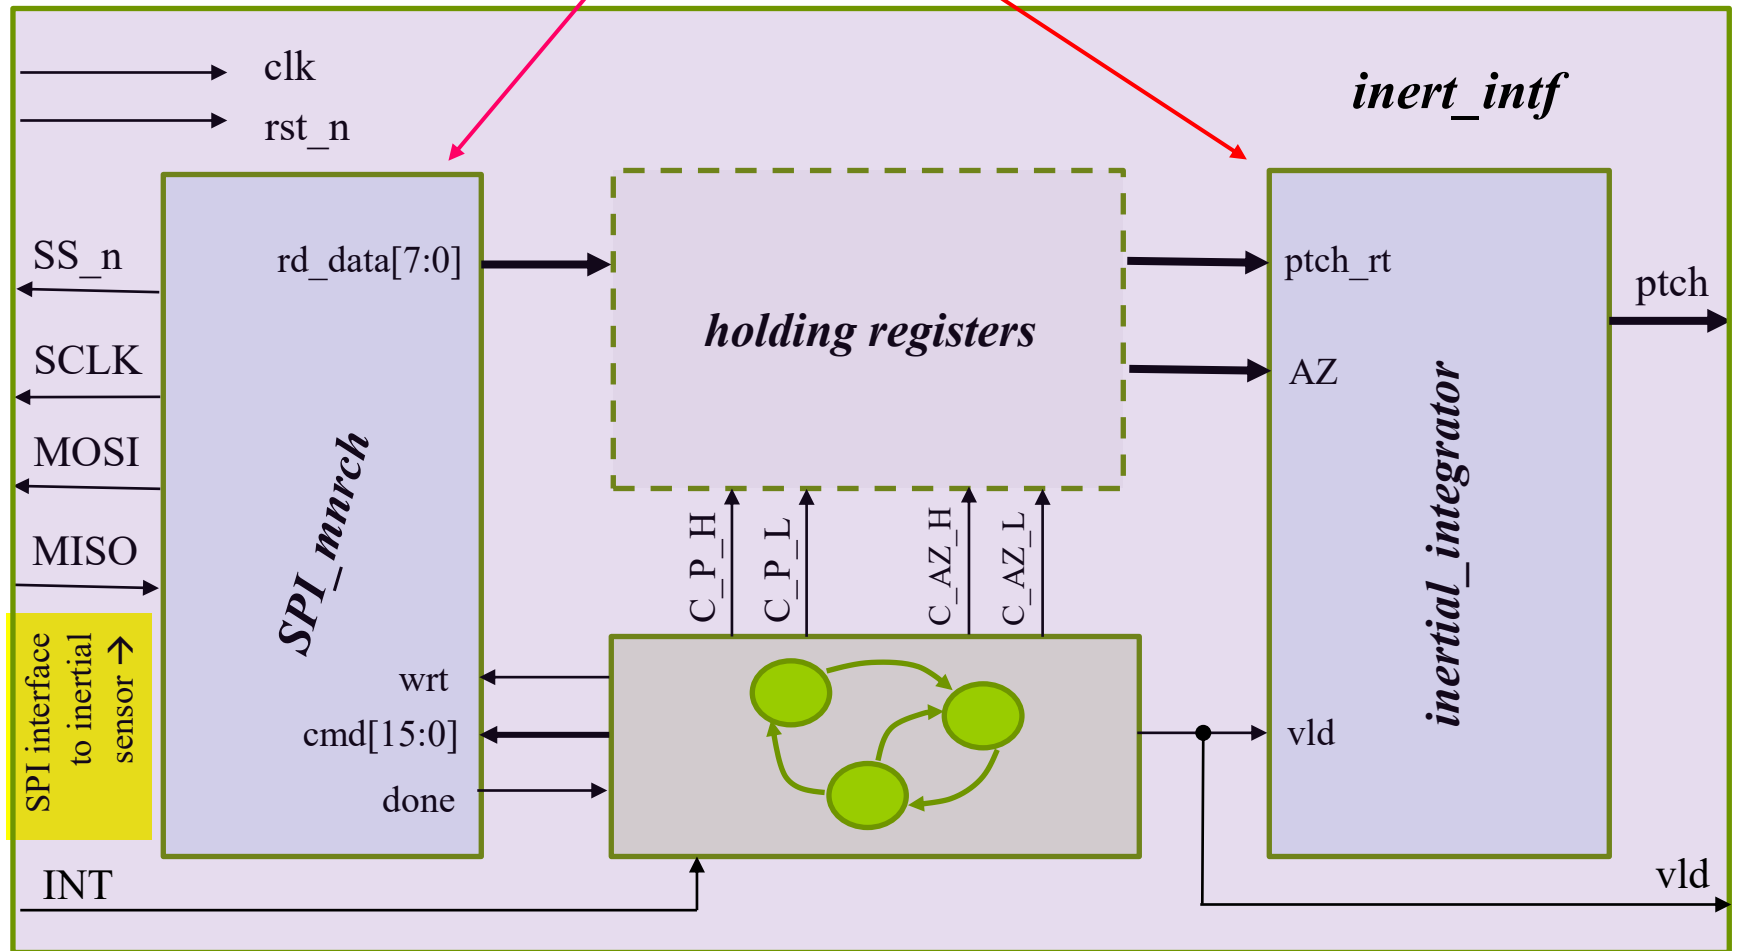 clk
rst_n
inert_intf
SS_n
SCLK
MOSI
MISO
SPI interface
to inertial
sensor →
INT
rd_data[7:0]
SPI_mnrch
wrt
cmd[15:0]
done
holding registers
C_P_H
C_P_L
C_AZ_H
C_AZ_L
ptch_rt
AZ
inertial_integrator
vld
ptch
vld